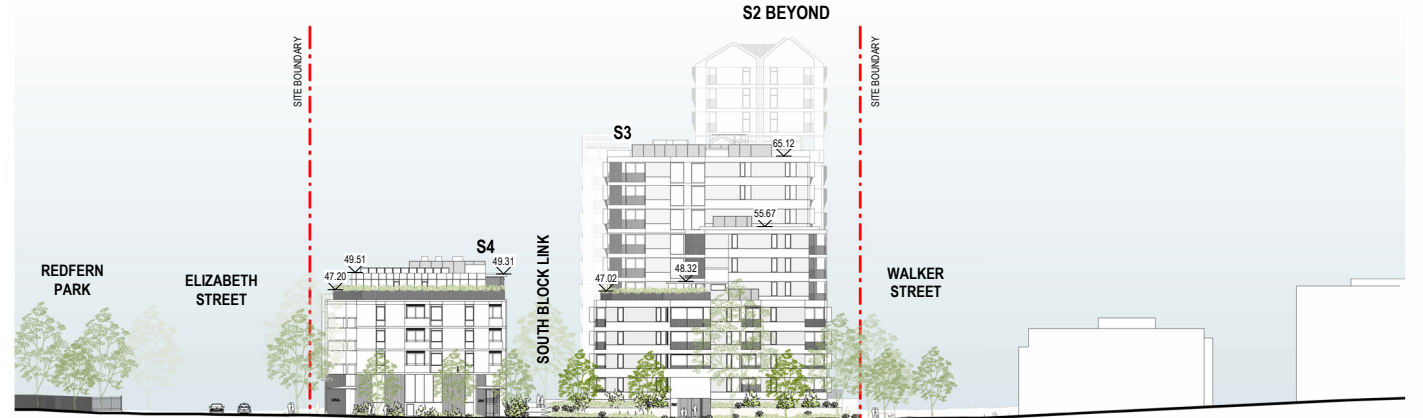 S2 BEYOND
SITE BOUNDARY
SITE BOUNDARY
S3
65.12
55.67
S4
49.51
49.31
47.20
47.02
48.32
REDFERN
PARK
ELIZABETH
STREET
SOUTH BLOCK LINK
WALKER
STREET